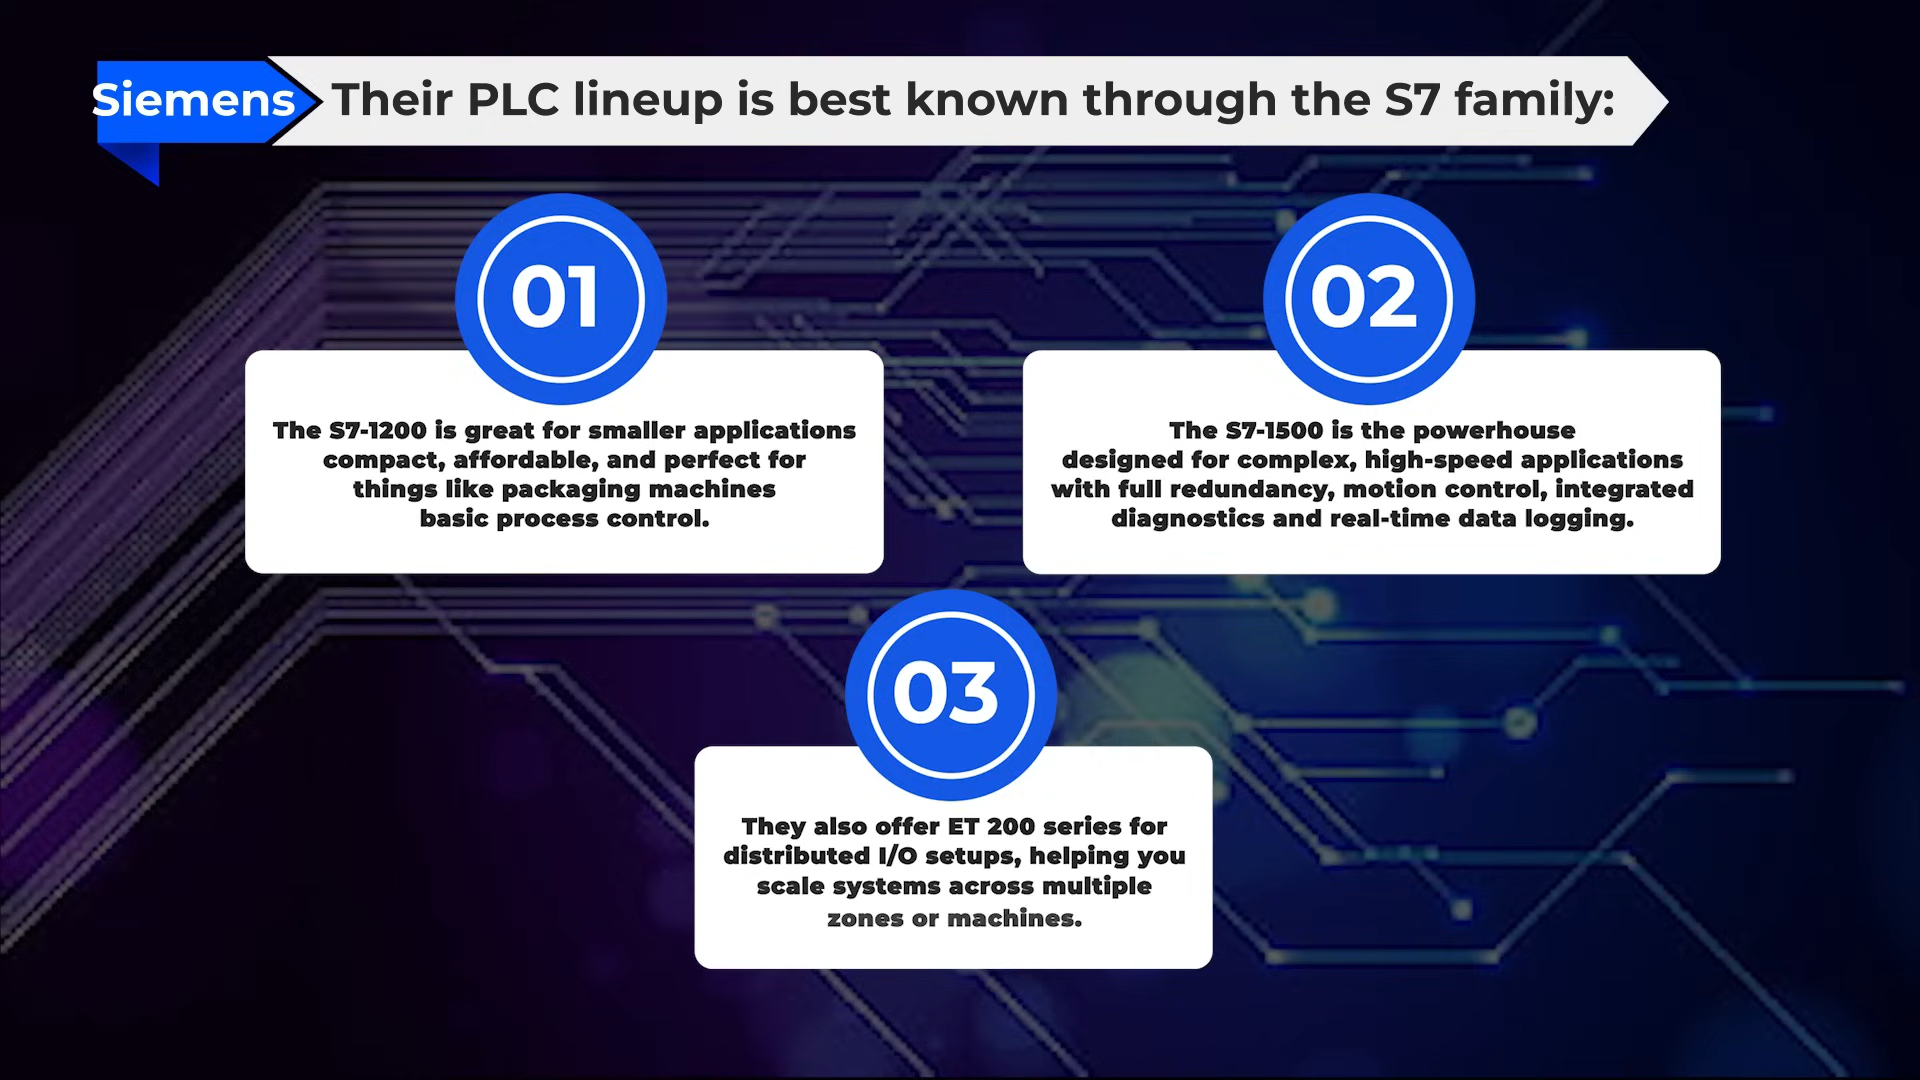 Siemens
Their PLC lineup is best known through the S7 family:
01
The S7-1200 is great for smaller applications
compact, affordable, and perfect for
things like packaging machines
basic process control.
02
The S7-1500 is the powerhouse
designed for complex, high-speed applications
with full redundancy, motion control, integrated
diagnostics and real-time data logging.
03
They also offer ET 200 series for
distributed I/O setups, helping you
scale systems across multiple
zones or machines.